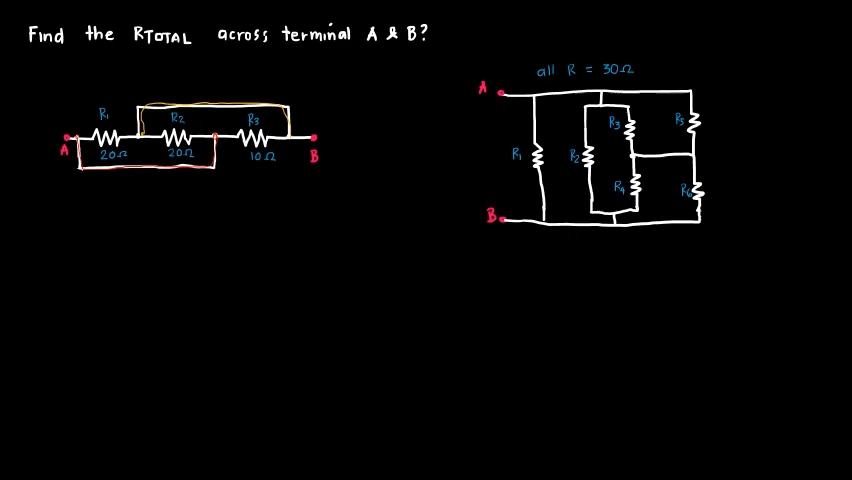 Find the RTOTAL across terminal A & B?
all R = 30Ω
A
R1
R2
R3
A
20Ω
20Ω
10Ω
B
R1
R2
R3
R5
R4
R6
B